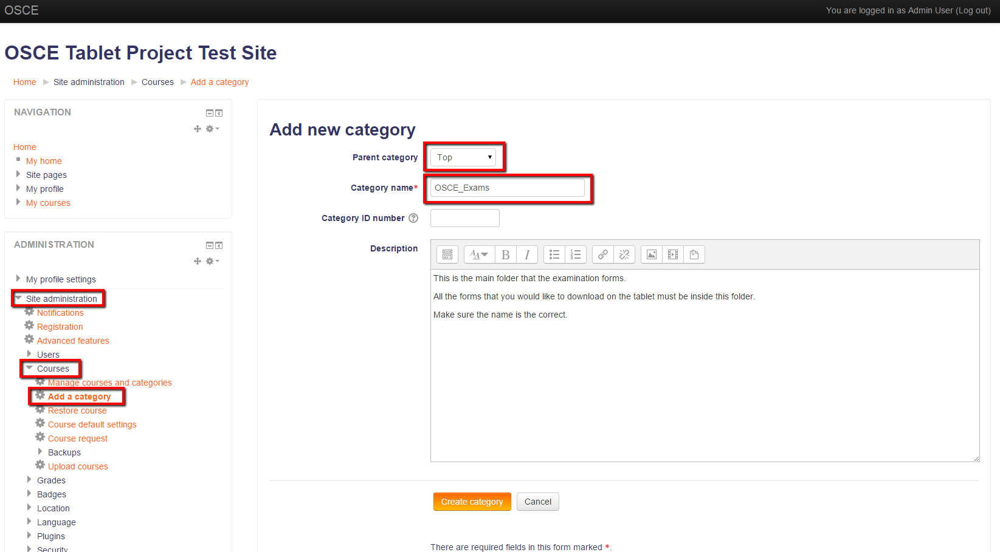 OSCE
You are logged in as Admin User (Log out)
OSCE Tablet Project Test Site
Home Site administration Courses Add a category
NAVIGATION
Home
My home
Site pages
My profile
My courses
ADMINISTRATION
My profile settings
Site administration
Notifications
Registration
Advanced features
Users
Courses
Manage courses and categories
Add a category
Restore course
Course default settings
Course request
Backups
Upload courses
Grades
Badges
Location
Language
Plugins
Security
Add new category
Parent category Top
Category name* OSCE_Exams
Category ID number ?
Description
This is the main folder that the examination forms.
All the forms that you would like to download on the tablet must be inside this folder.
Make sure the name is the correct.
Create category Cancel
There are required fields in this form marked *.